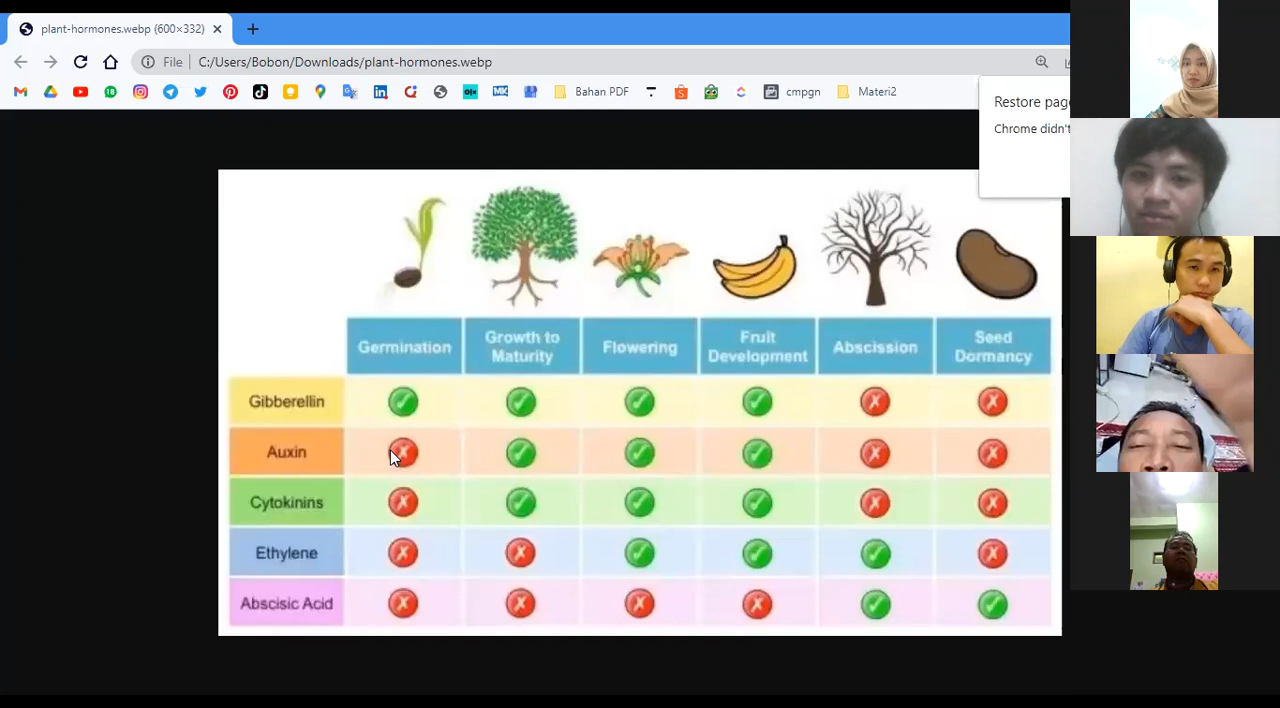 plant-hormones.webp (600×332)
File
C:/Users/Bobon/Downloads/plant-hormones.webp
Bahan PDF
cmpgn
Materi2
Restore pag
Chrome didn't
Germination
Growth to
Maturity
Flowering
Fruit
Development
Abscission
Seed
Dormancy
Gibberellin
Auxin
Cytokinins
Ethylene
Abscisic Acid